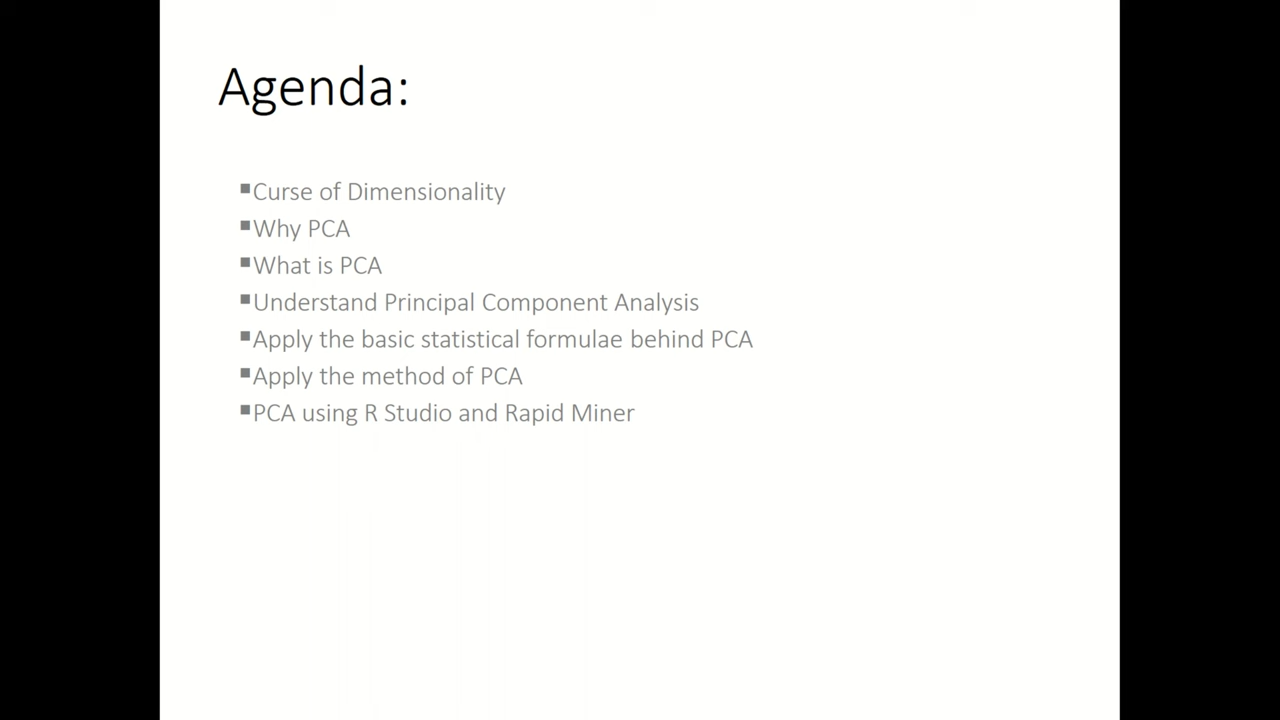 Agenda:
▪Curse of Dimensionality
▪Why PCA
▪What is PCA
▪Understand Principal Component Analysis
▪Apply the basic statistical formulae behind PCA
▪Apply the method of PCA
▪PCA using R Studio and Rapid Miner